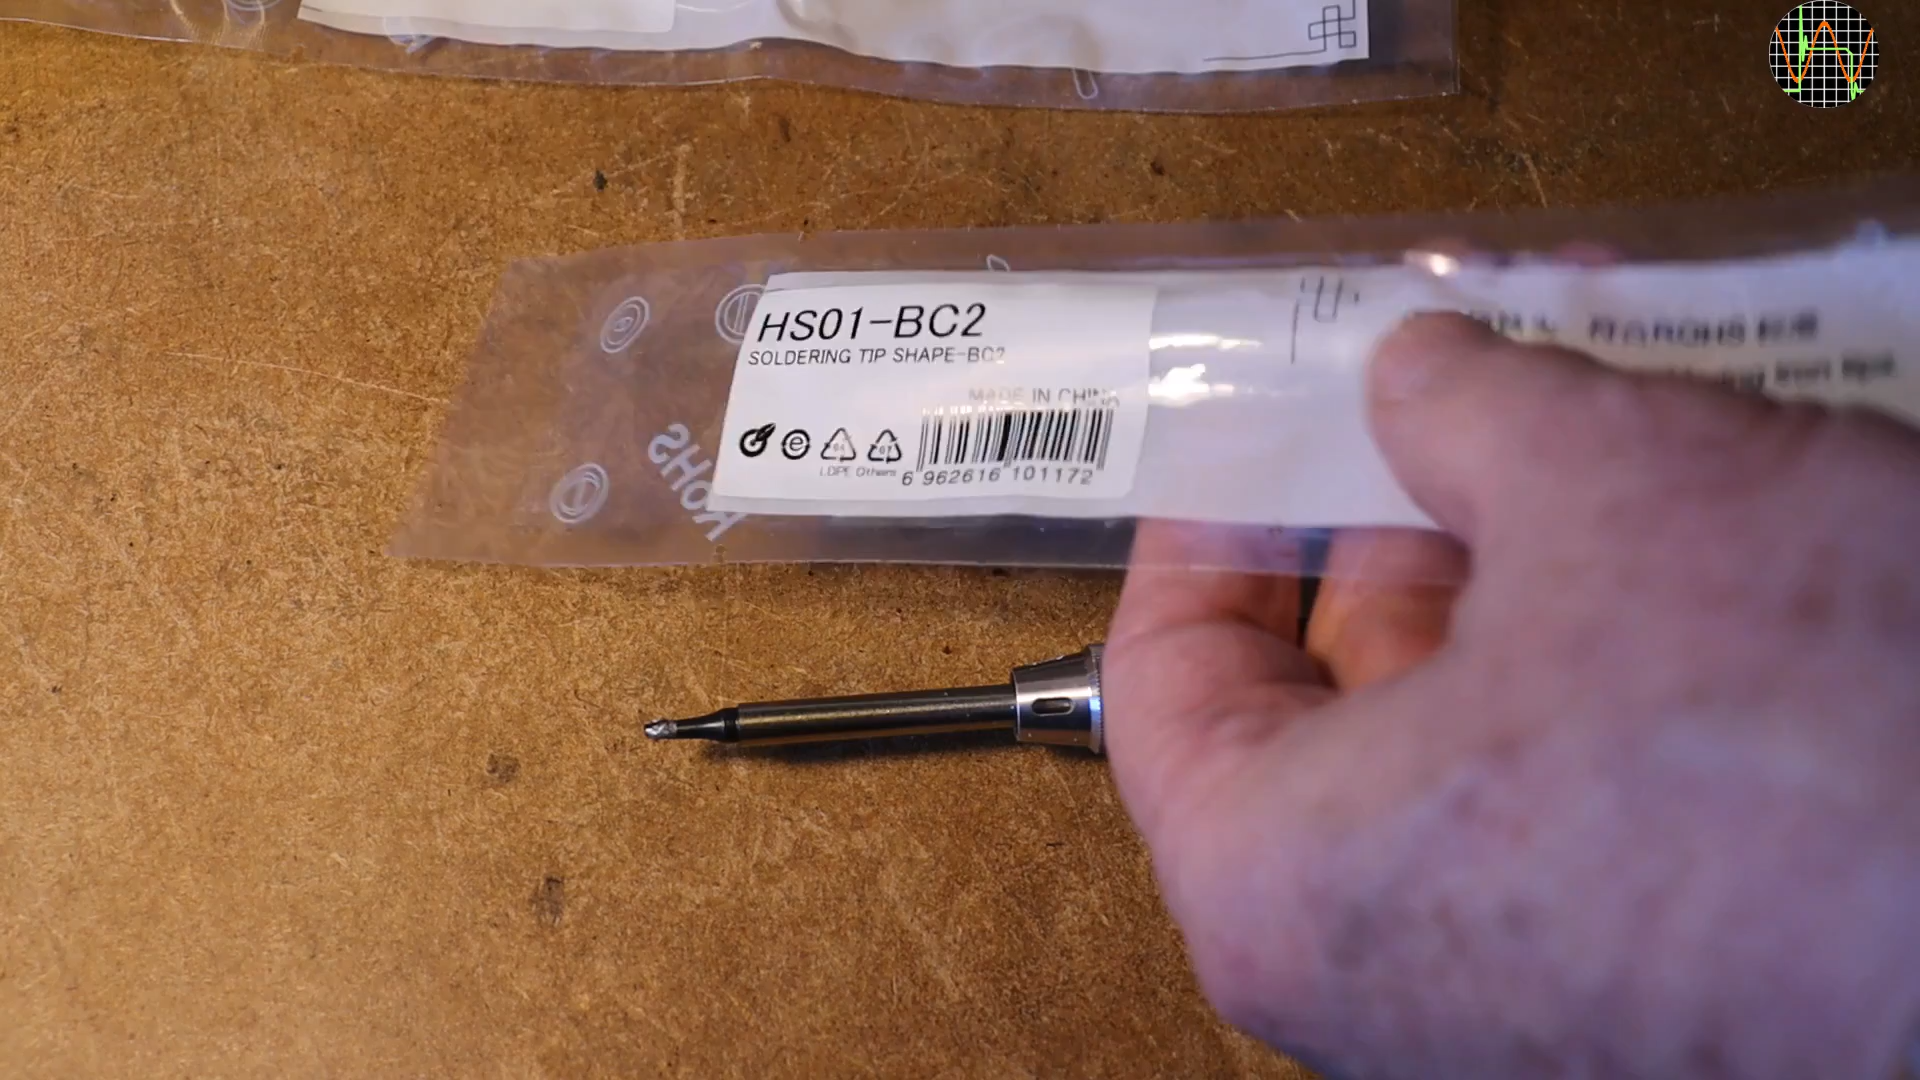 HS01-BC2
SOLDERING TIP SHAPE-BC2
MADE IN CHINA
LDPE Others
6 962616 101172
ROHS